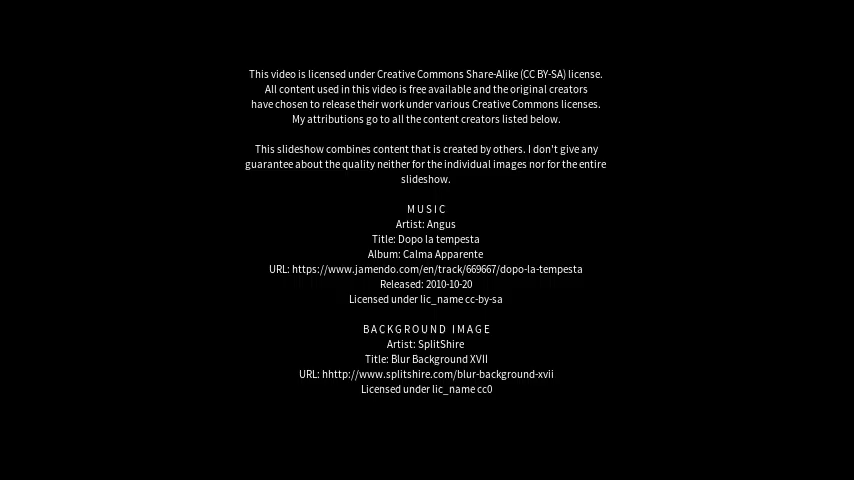 This video is licensed under Creative Commons Share-Alike (CC BY-SA) license.
All content used in this video is free available and the original creators
have chosen to release their work under various Creative Commons licenses.
My attributions go to all the content creators listed below.
This slideshow combines content that is created by others. I don't give any
guarantee about the quality neither for the individual images nor for the entire
slideshow.
MUSIC
Artist: Angus
Title: Dopo la tempesta
Album: Calma Apparente
URL: https://www.jamendo.com/en/track/669667/dopo-la-tempesta
Released: 2010-10-20
Licensed under lic_name cc-by-sa
BACKGROUND IMAGE
Artist: SplitShire
Title: Blur Background XVII
URL: hhttp://www.splitshire.com/blur-background-xvii
Licensed under lic_name cc0